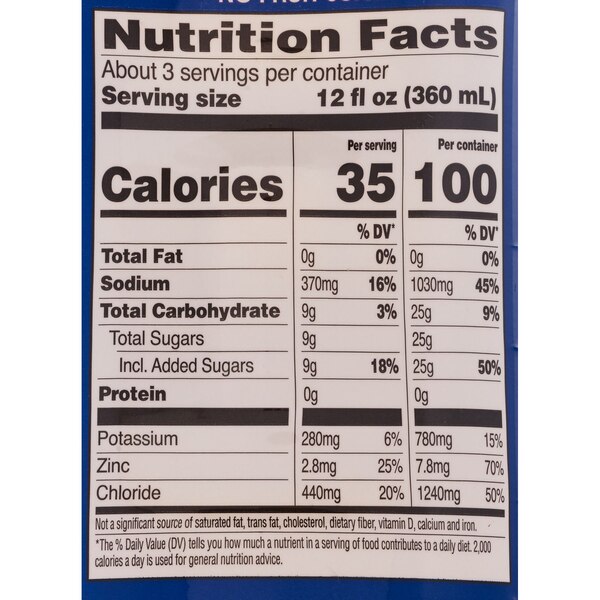 Nutrition Facts
About 3 servings per container
Serving size 12 fl oz (360 mL)
Per serving Per container
Calories 35 100
% DV* % DV*
Total Fat 0g 0% 0g 0%
Sodium 370mg 16% 1030mg 45%
Total Carbohydrate 9g 3% 25g 9%
Total Sugars 9g 25g
Incl. Added Sugars 9g 18% 25g 50%
Protein 0g 0g
Potassium 280mg 6% 780mg 15%
Zinc 2.8mg 25% 7.8mg 70%
Chloride 440mg 20% 1240mg 50%
Not a significant source of saturated fat, trans fat, cholesterol, dietary fiber, vitamin D, calcium and iron.
*The % Daily Value (DV) tells you how much a nutrient in a serving of food contributes to a daily diet. 2,000
calories a day is used for general nutrition advice.